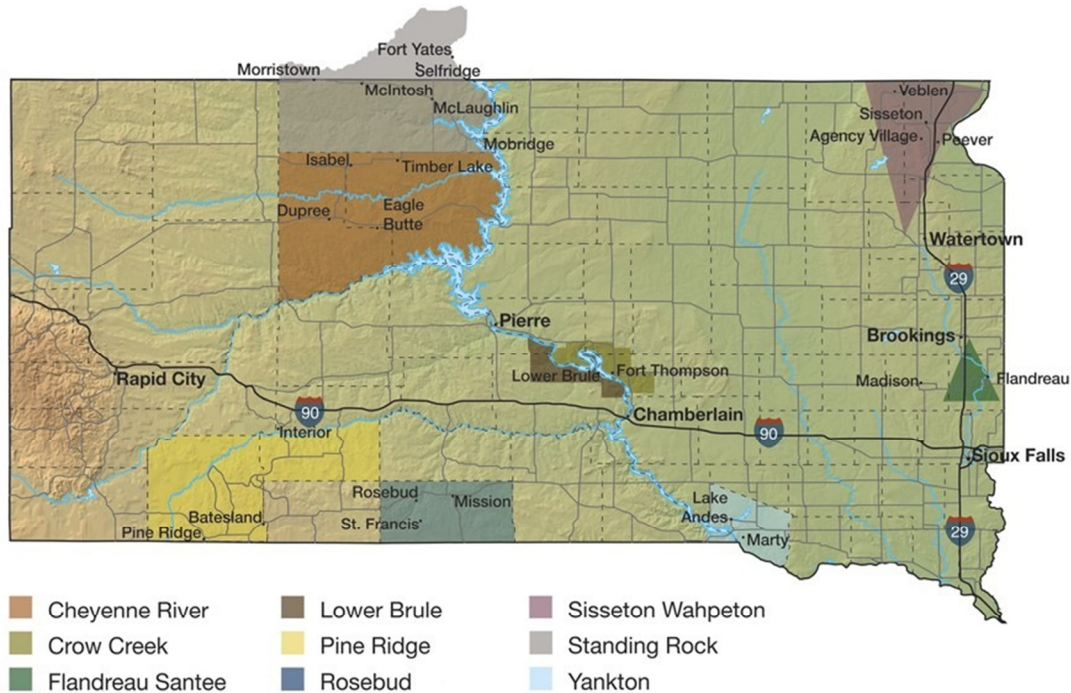 Fort Yates
Morristown
Selfridge
McIntosh
McLaughlin
Veblen
Sisseton
Agency Village
Peever
Mobridge
Isabel
Timber Lake
Dupree
Eagle
Butte
Watertown
29
Pierre
Brookings
Lower Brule
Fort Thompson
Rapid City
Madison
Flandreau
90
Chamberlain
Interior
90
Sioux Falls
Rosebud
Mission
Lake
Andes
Batesland
St. Francis
Pine Ridge
Marty
29
Cheyenne River
Lower Brule
Sisseton Wahpeton
Crow Creek
Pine Ridge
Standing Rock
Flandreau Santee
Rosebud
Yankton